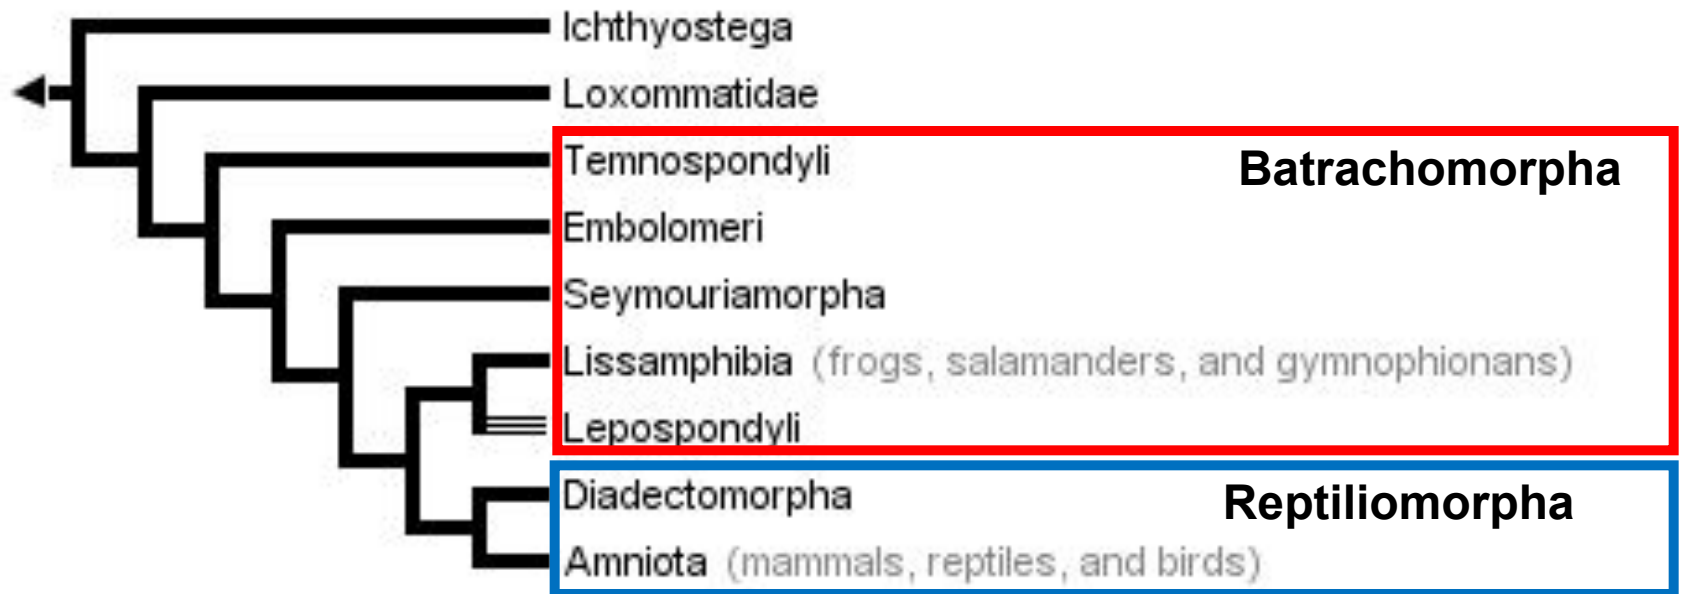 Ichthyostega
Loxommatidae
Temnospondyli
Batrachomorpha
Embolomeri
Seymouriamorpha
Lissamphibia (frogs, salamanders, and gymnophionans)
Lepospondyli
Diadectomorpha
Reptiliomorpha
Amniota (mammals, reptiles, and birds)